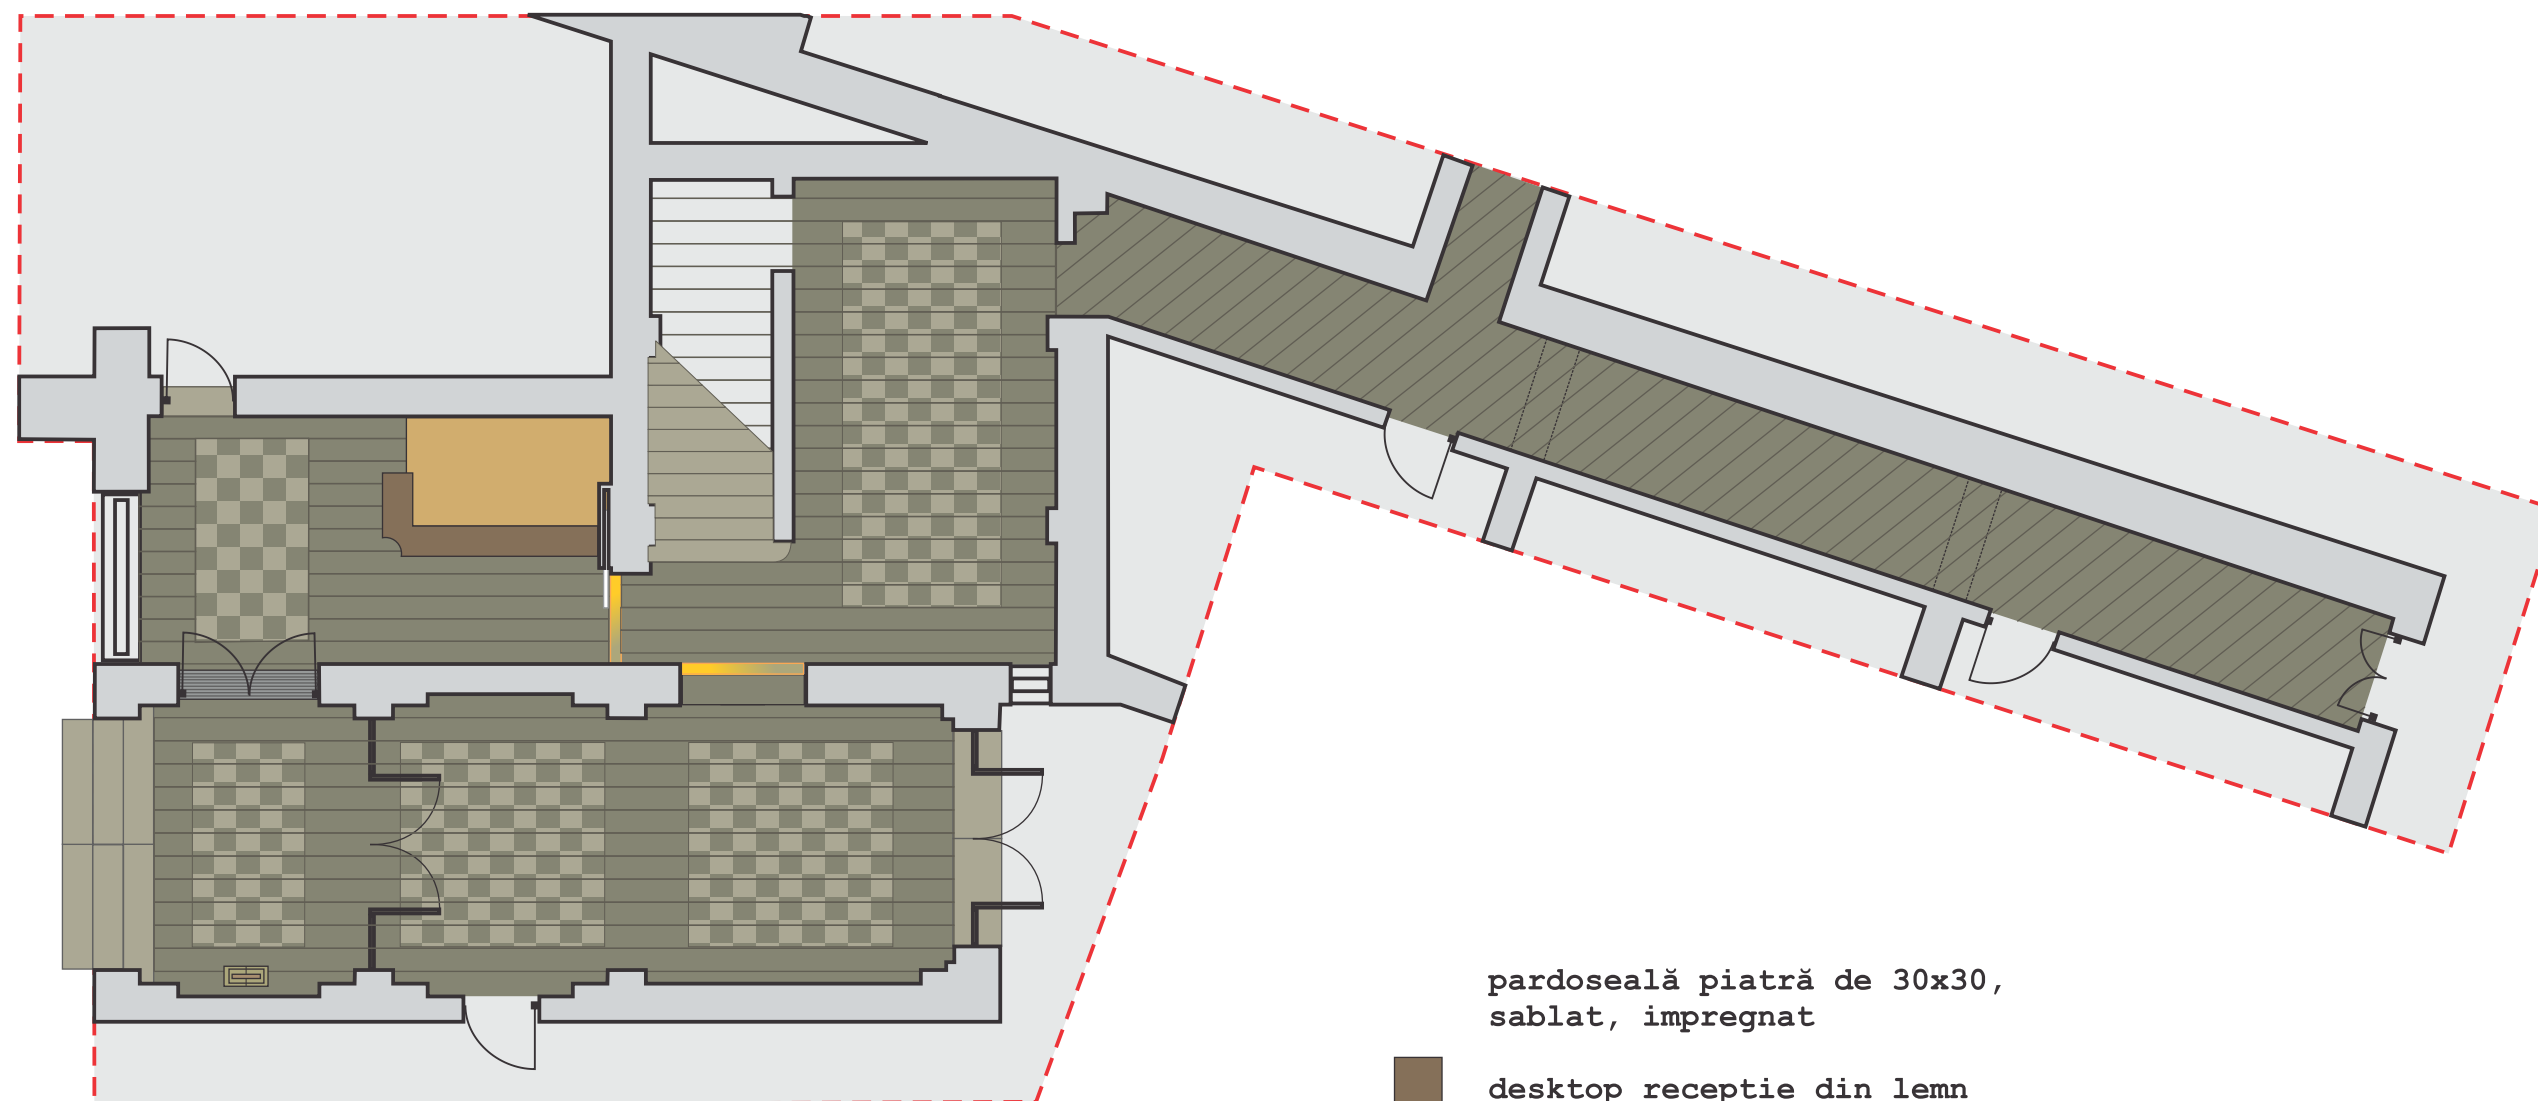 pardoseală piatră de 30x30,
sablat, impregnat
desktop receptie din lemn